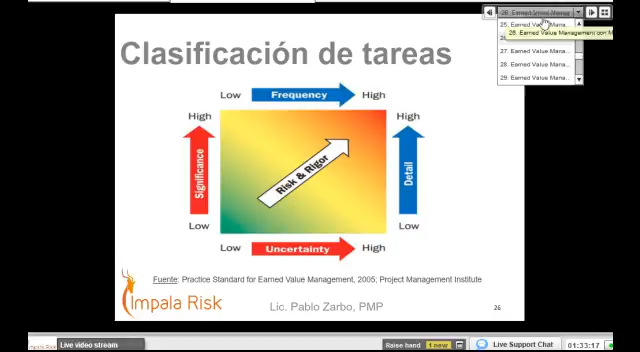 26. Earned Value Mana
25. Earned Value Mana...
26. Earned Value Management con M
27. Earned Value Mana...
28. Earned Value Mana...
29. Earned Value Mana...
Clasificación de tareas
Low Frequency High
High High
Significance
Risk & Rigor
Detail
Low Low
Low Uncertainty High
Fuente: Practice Standard for Earned Value Management, 2005; Project Management Institute
Impala Risk
Lic. Pablo Zarbo, PMP
26
Live video stream
Raise hand 1 new
Live Support Chat
01:33:17